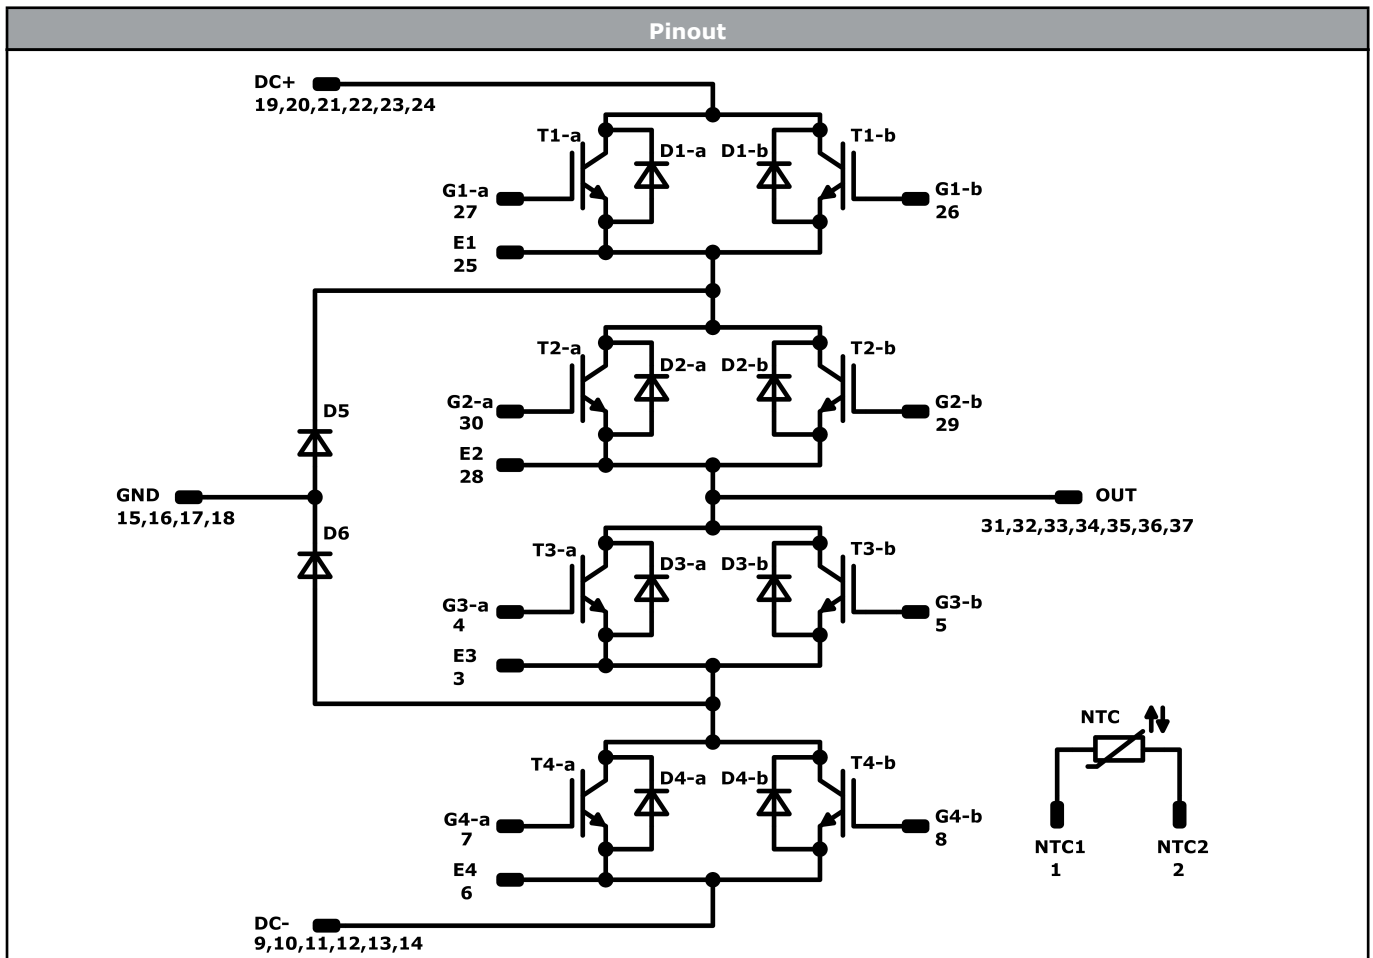 Pinout
DC+
19,20,21,22,23,24
T1-a
T1-b
D1-a
D1-b
G1-a
27
G1-b
26
E1
25
T2-a
T2-b
D2-a
D2-b
G2-a
30
G2-b
29
D5
E2
28
GND
15,16,17,18
OUT
31,32,33,34,35,36,37
D6
T3-a
T3-b
D3-a
D3-b
G3-a
4
G3-b
5
E3
3
NTC
T4-a
T4-b
D4-a
D4-b
G4-a
7
G4-b
8
NTC1
1
NTC2
2
E4
6
DC-
9,10,11,12,13,14